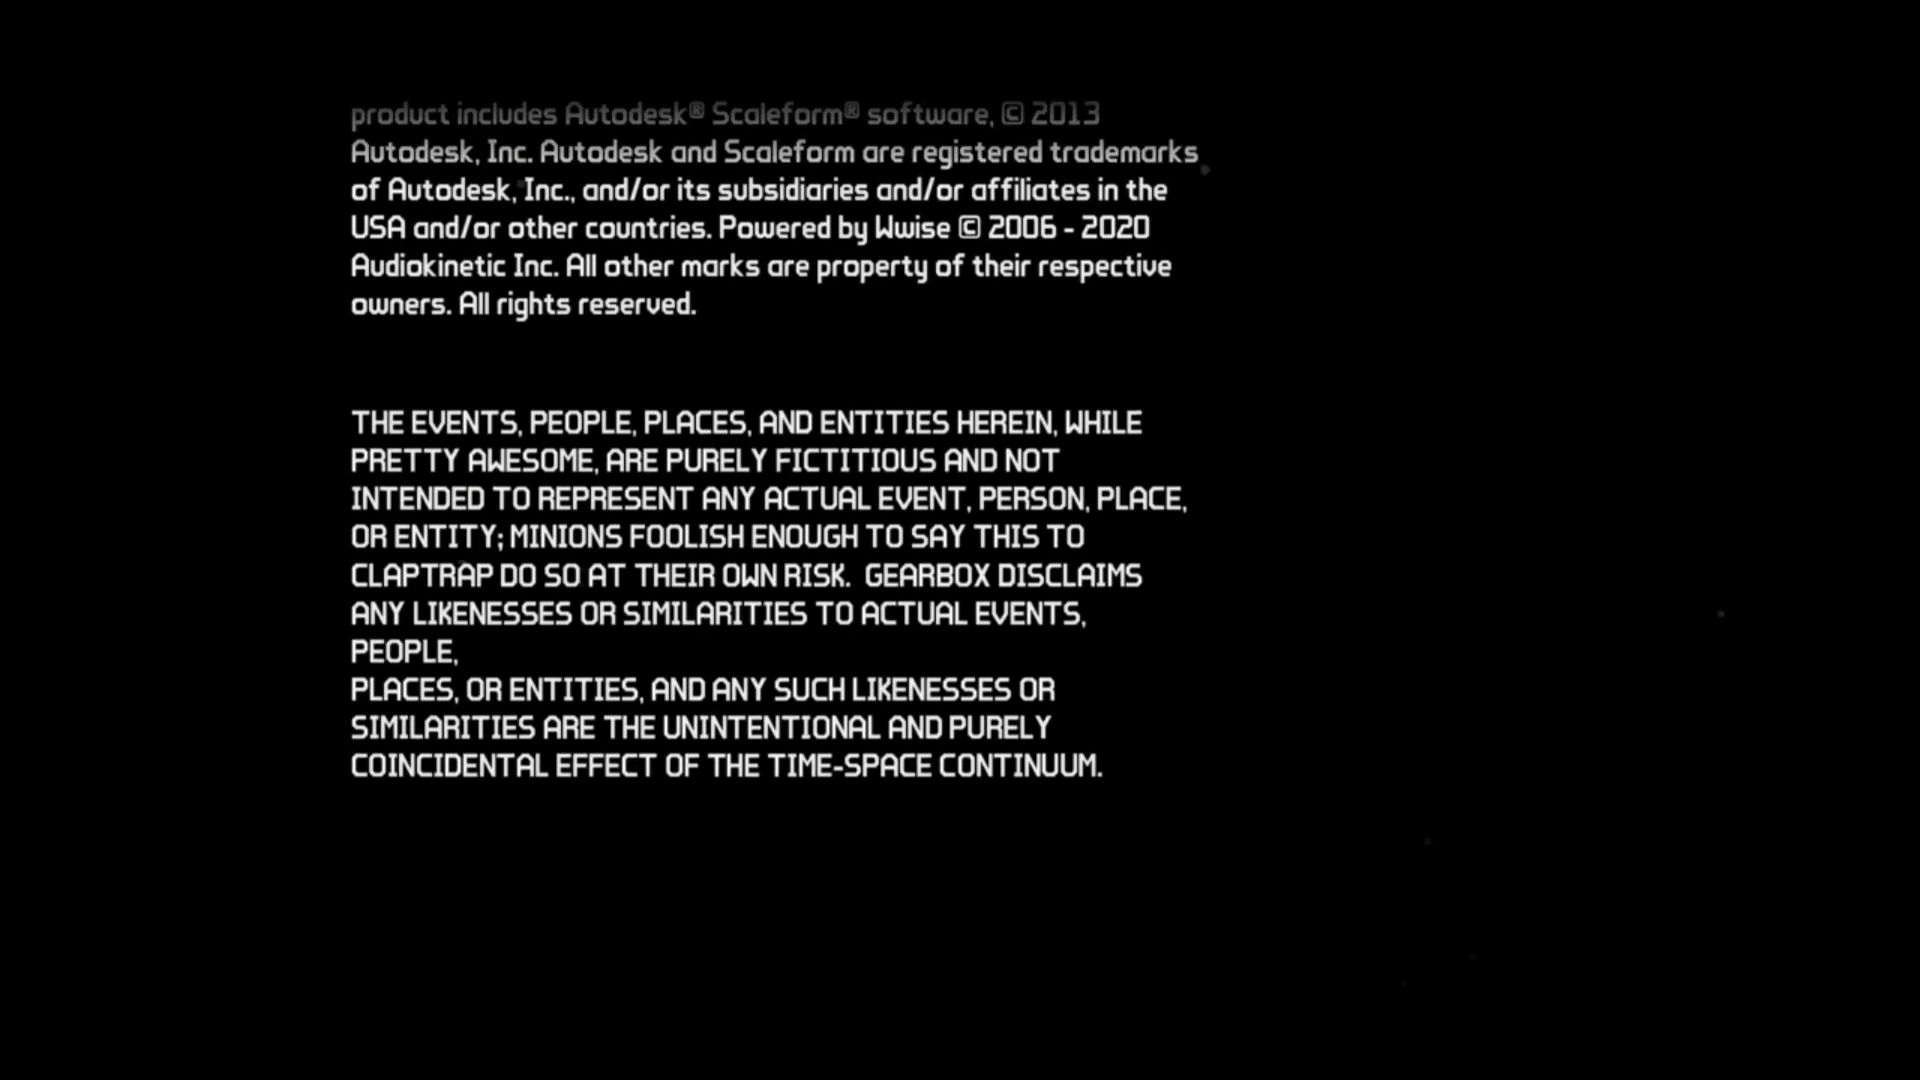 product includes Autodesk® Scaleform® software, © 2013
Autodesk, Inc. Autodesk and Scaleform are registered trademarks
of Autodesk, Inc., and/or its subsidiaries and/or affiliates in the
USA and/or other countries. Powered by Wwise © 2006 - 2020
Audiokinetic Inc. All other marks are property of their respective
owners. All rights reserved.
THE EVENTS, PEOPLE, PLACES, AND ENTITIES HEREIN, WHILE
PRETTY AWESOME, ARE PURELY FICTITIOUS AND NOT
INTENDED TO REPRESENT ANY ACTUAL EVENT, PERSON, PLACE,
OR ENTITY; MINIONS FOOLISH ENOUGH TO SAY THIS TO
CLAPTRAP DO SO AT THEIR OWN RISK.  GEARBOX DISCLAIMS
ANY LIKENESSES OR SIMILARITIES TO ACTUAL EVENTS,
PEOPLE,
PLACES, OR ENTITIES, AND ANY SUCH LIKENESSES OR
SIMILARITIES ARE THE UNINTENTIONAL AND PURELY
COINCIDENTAL EFFECT OF THE TIME-SPACE CONTINUUM.